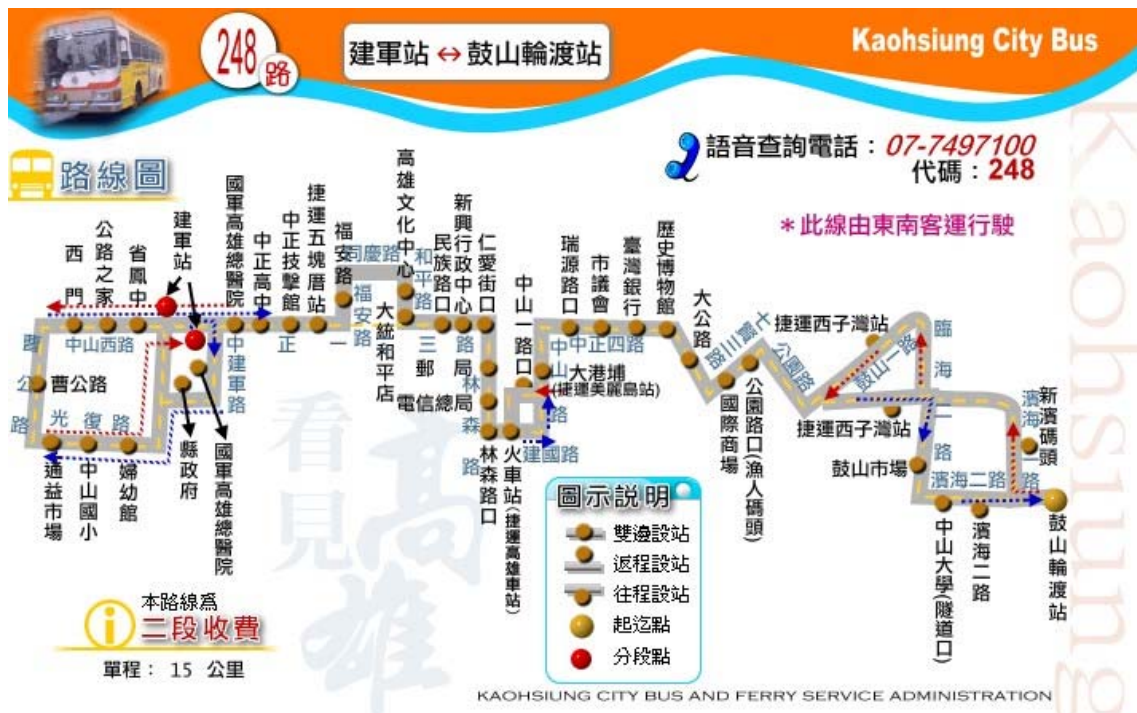 248路
建軍站 ↔ 鼓山輪渡站
Kaohsiung City Bus
語音查詢電話：07-7497100
代碼：248
＊此線由東南客運行駛
路線圖
西門
公路之家
省鳳中
建軍站
國軍高雄總醫院
中正高中
中正技擊館
捷運五塊厝站
福安路
同慶路
福安路
高雄文化中心
和平路
大統和平店
民族路口
新興行政中心
仁愛街口
中山一路口
瑞源路口
市議會
臺灣銀行
歷史博物館
大公路
七賢三路
公園路
捷運西子灣站
鼓山一路
臨海二路
濱海一路
新濱碼頭
中山西路
中正一路
三
中正四路
中山路
大港埔
(捷運美麗島站)
郵局
電信總局
林森路
建國路
林森路口
火車站(捷運高雄車站)
國際商場
公園路口(漁人碼頭)
捷運西子灣站
鼓山市場
濱海二路
中山大學(隧道口)
濱海二路
鼓山輪渡站
曹公路
曹公路
光復路
建軍路
通益市場
中山國小
婦幼館
縣政府
國軍高雄總醫院
圖示說明
雙邊設站
返程設站
往程設站
起迄點
分段點
看見高雄
本路線爲
二段收費
單程： 15 公里
KAOHSIUNG CITY BUS AND FERRY SERVICE ADMINISTRATION
Kaohsiung